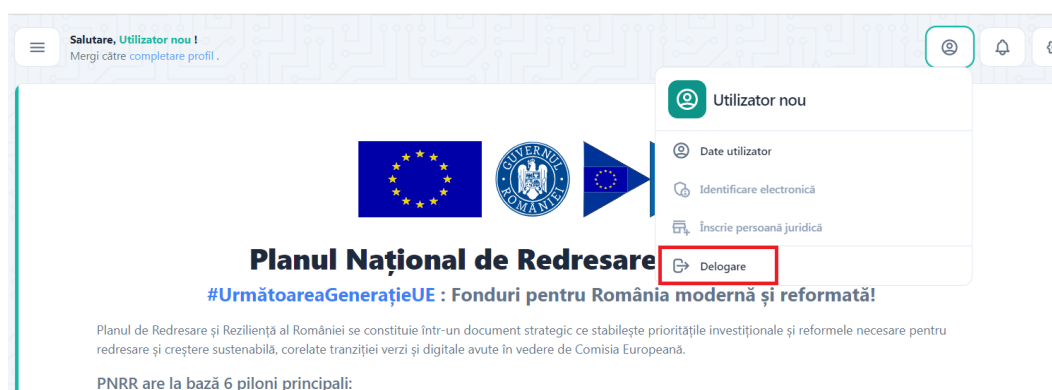 Salutare, Utilizator nou !
Mergi către completare profil .
Utilizator nou
Date utilizator
Identificare electronică
Înscrie persoană juridică
Delogare
GUVERNUL ROMÂNIEI
Planul Național de Redresare
#UrmătoareaGenerațieUE : Fonduri pentru România modernă și reformată!
Planul de Redresare și Reziliență al României se constituie într-un document strategic ce stabilește prioritățile investiționale și reformele necesare pentru
redresare și creștere sustenabilă, corelate tranziției verzi și digitale avute în vedere de Comisia Europeană.
PNRR are la bază 6 piloni principali: